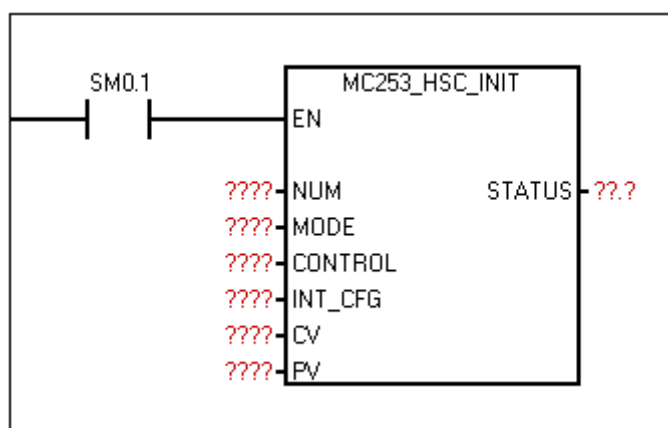 SM0.1
MC253_HSC_INIT
EN
???? NUM STATUS ??.?
???? MODE
???? CONTROL
???? INT_CFG
???? CV
???? PV